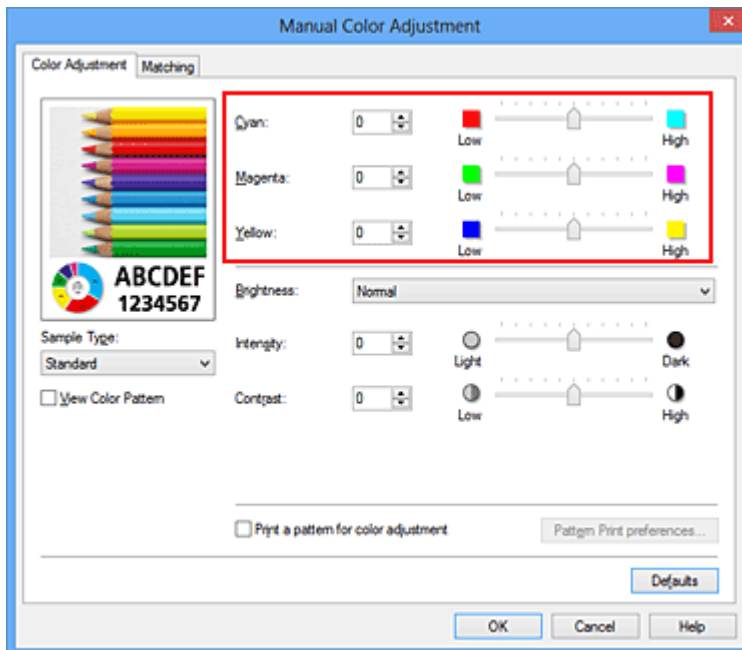 Manual Color Adjustment
Color Adjustment Matching
Cyan: 0 Low High
Magenta: 0 Low High
Yellow: 0 Low High
ABCDEF
1234567
Brightness: Normal
Sample Type:
Standard
Intensity: 0 Light Dark
View Color Pattern
Contrast: 0 Low High
Print a pattern for color adjustment Pattern Print preferences...
Defaults
OK Cancel Help